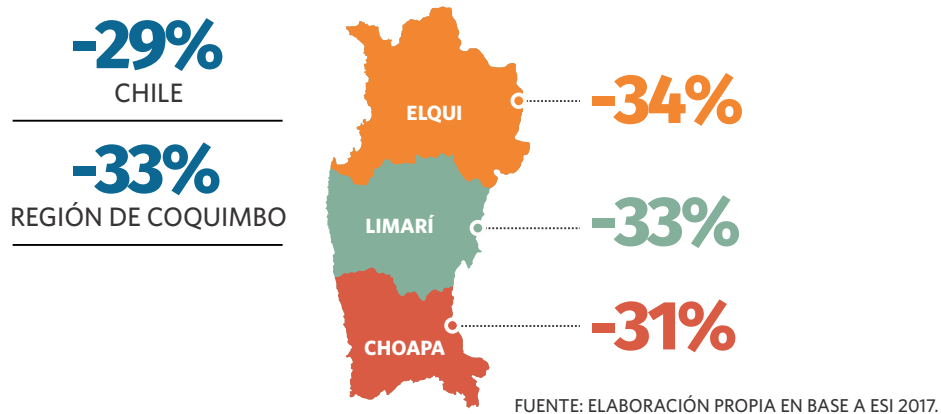 -29%
CHILE
-33%
REGIÓN DE COQUIMBO
ELQUI
-34%
LIMARÍ
-33%
CHOAPA
-31%
FUENTE: ELABORACIÓN PROPIA EN BASE A ESI 2017.